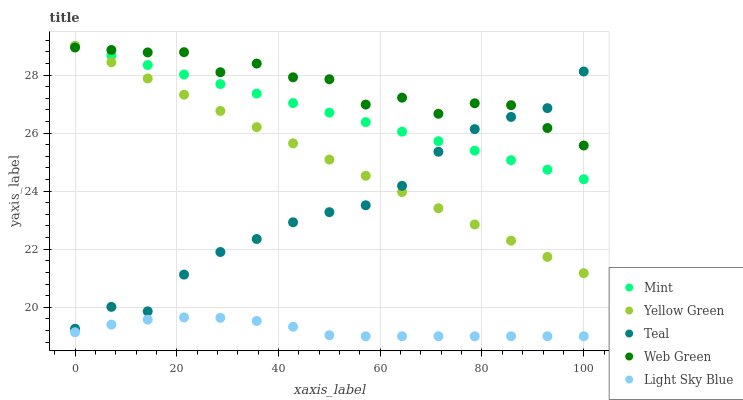 title
yaxis_label
28
26
24
22
20
0
20
40
60
80
100
xaxis_label
Mint
Yellow Green
Teal
Web Green
Light Sky Blue